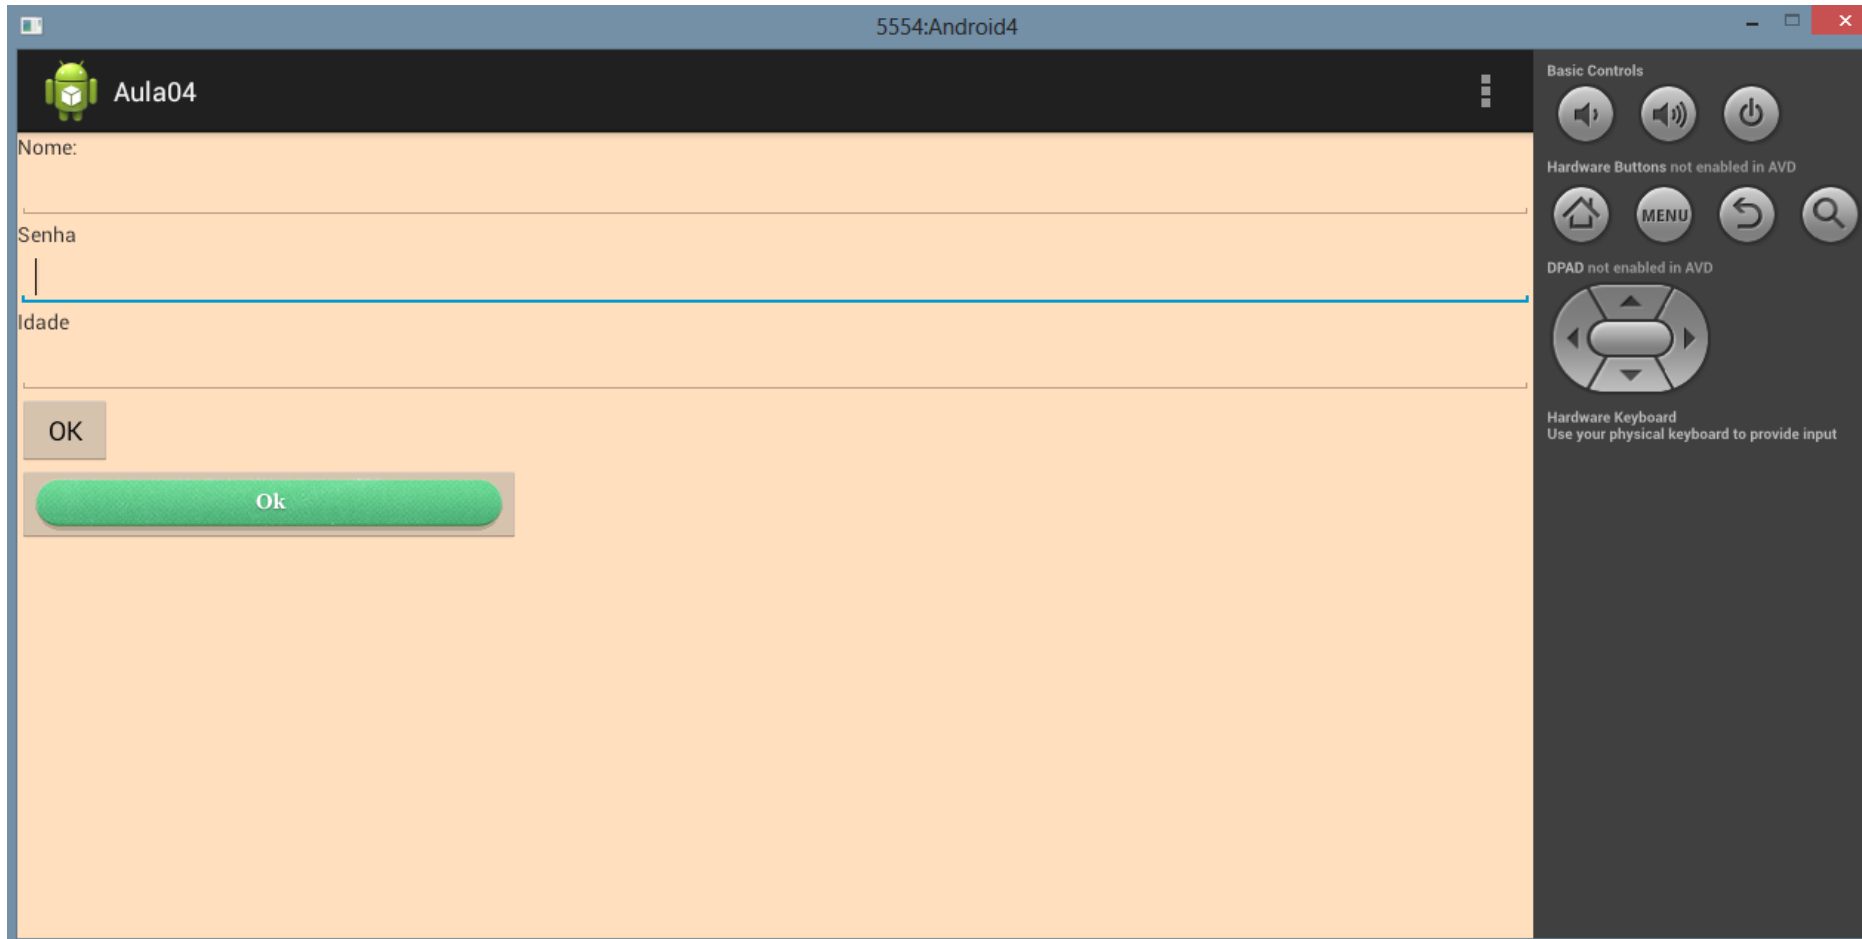 5554:Android4
Aula04
Nome:
Senha
Idade
OK
Ok
Basic Controls
Hardware Buttons not enabled in AVD
MENU
DPAD not enabled in AVD
Hardware Keyboard
Use your physical keyboard to provide input